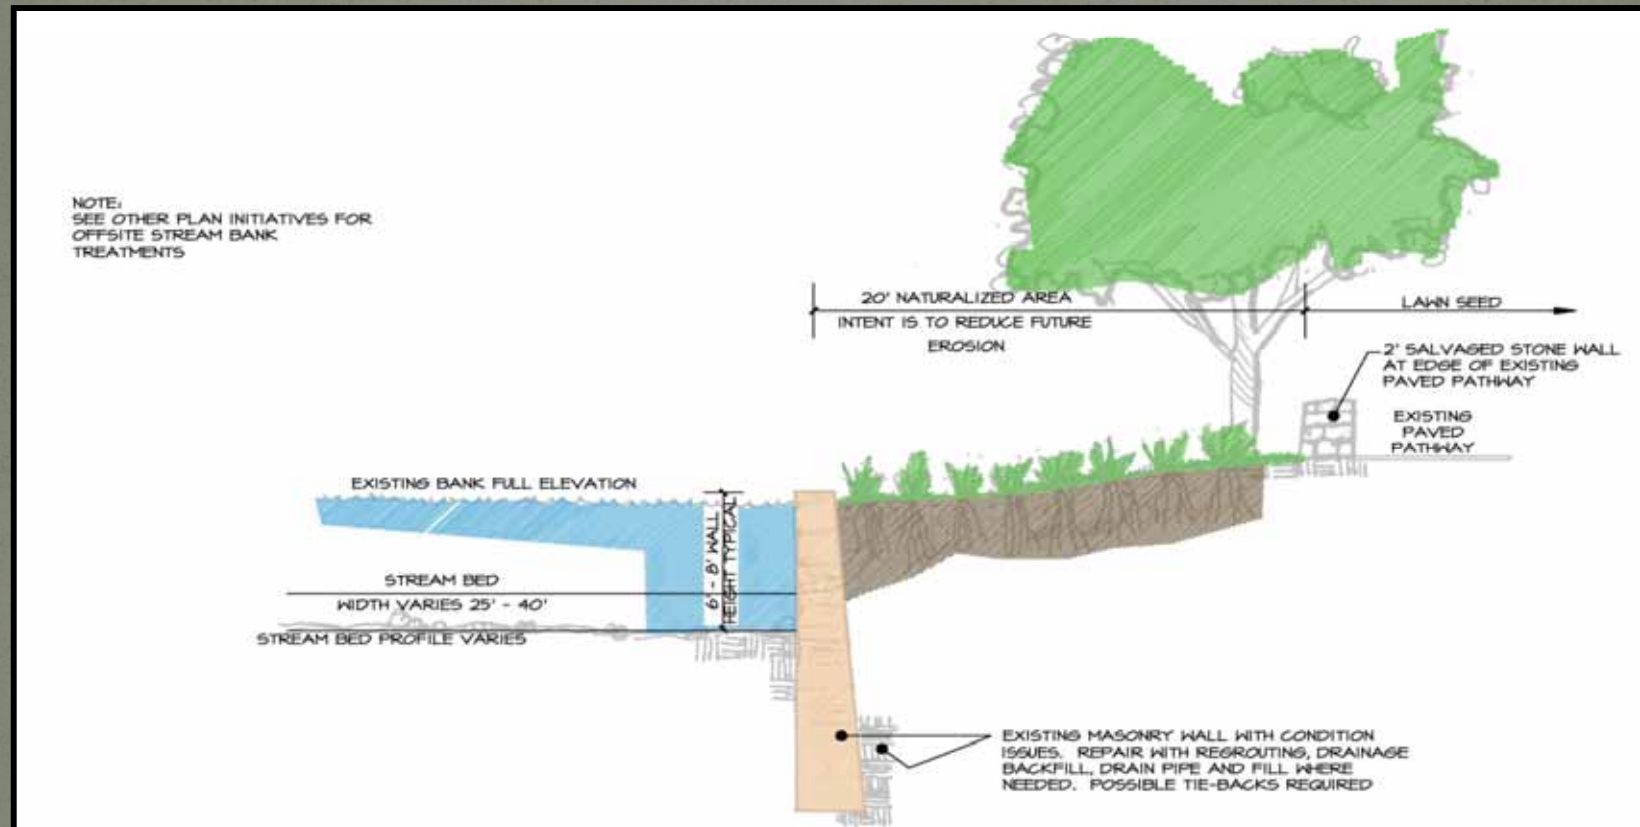 NOTE:
SEE OTHER PLAN INITIATIVES FOR
OFFSITE STREAM BANK
TREATMENTS
20' NATURALIZED AREA
INTENT IS TO REDUCE FUTURE
EROSION
LAWN SEED
2' SALVAGED STONE WALL
AT EDGE OF EXISTING
PAVED PATHWAY
EXISTING
PAVED
PATHWAY
EXISTING BANK FULL ELEVATION
6' - 8' WALL
HEIGHT TYPICAL
STREAM BED
WIDTH VARIES 25' - 40'
STREAM BED PROFILE VARIES
EXISTING MASONRY WALL WITH CONDITION
ISSUES. REPAIR WITH REGROUTING, DRAINAGE
BACKFILL, DRAIN PIPE AND FILL WHERE
NEEDED. POSSIBLE TIE-BACKS REQUIRED